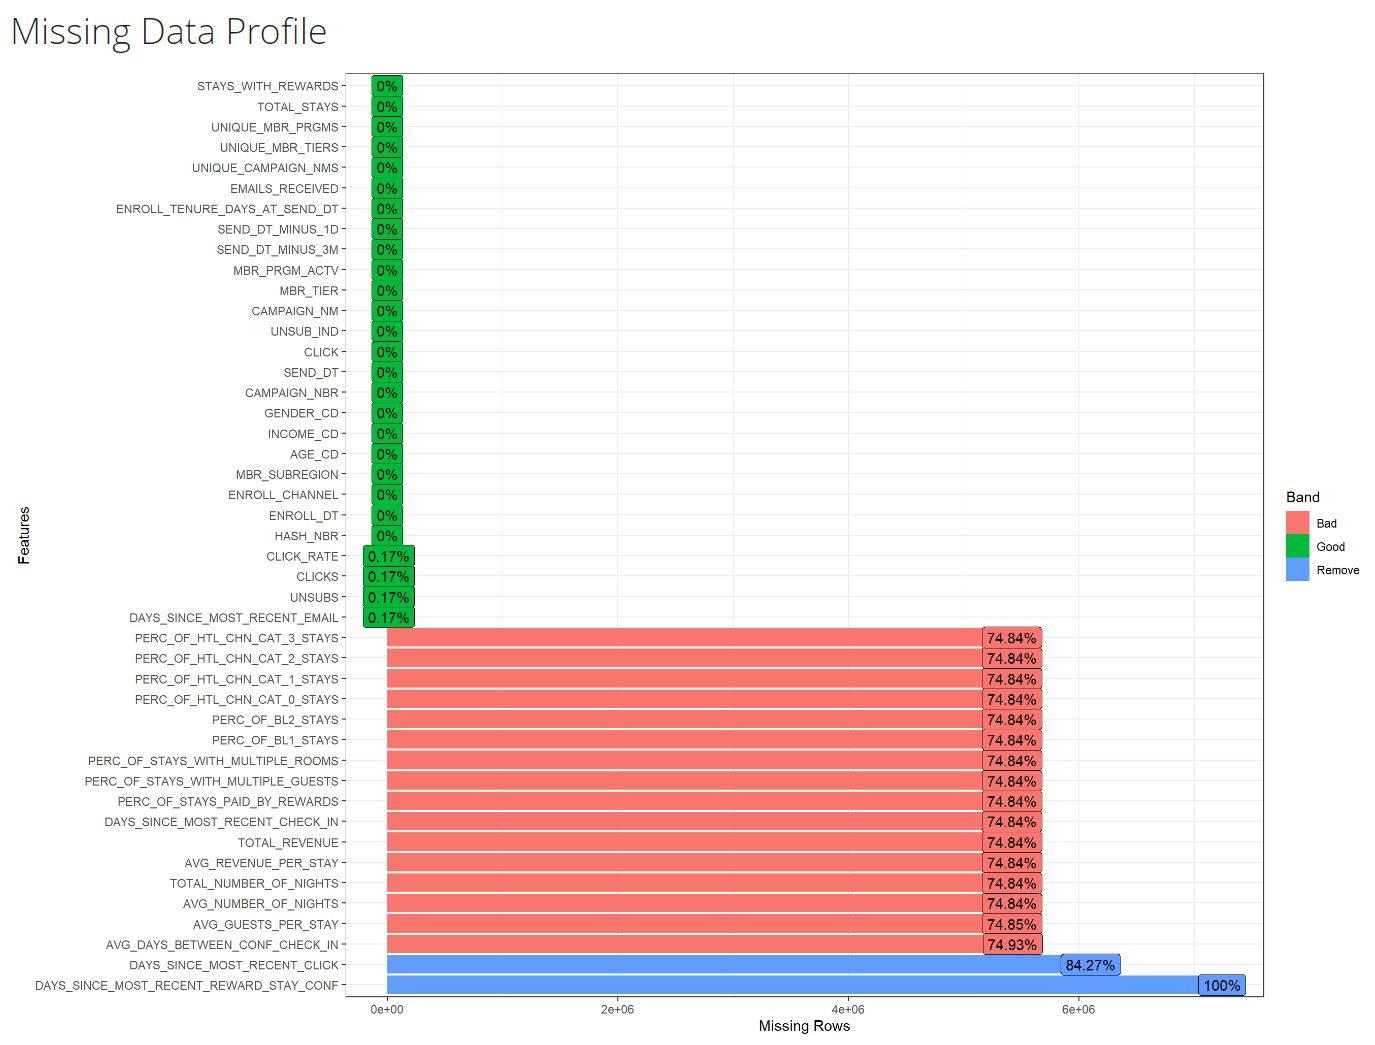 Missing Data Profile
STAYS_WITH_REWARDS 0%
TOTAL_STAYS 0%
UNIQUE_MBR_PRGMS 0%
UNIQUE_MBR_TIERS 0%
UNIQUE_CAMPAIGN_NMS 0%
EMAILS_RECEIVED 0%
ENROLL_TENURE_DAYS_AT_SEND_DT 0%
SEND_DT_MINUS_1D 0%
SEND_DT_MINUS_3M 0%
MBR_PRGM_ACTV 0%
MBR_TIER 0%
CAMPAIGN_NM 0%
UNSUB_IND 0%
CLICK 0%
SEND_DT 0%
CAMPAIGN_NBR 0%
GENDER_CD 0%
INCOME_CD 0%
AGE_CD 0%
MBR_SUBREGION 0%
ENROLL_CHANNEL 0%
ENROLL_DT 0%
HASH_NBR 0%
CLICK_RATE 0.17%
CLICKS 0.17%
UNSUBS 0.17%
DAYS_SINCE_MOST_RECENT_EMAIL 0.17%
PERC_OF_HTL_CHN_CAT_3_STAYS 74.84%
PERC_OF_HTL_CHN_CAT_2_STAYS 74.84%
PERC_OF_HTL_CHN_CAT_1_STAYS 74.84%
PERC_OF_HTL_CHN_CAT_0_STAYS 74.84%
PERC_OF_BL2_STAYS 74.84%
PERC_OF_BL1_STAYS 74.84%
PERC_OF_STAYS_WITH_MULTIPLE_ROOMS 74.84%
PERC_OF_STAYS_WITH_MULTIPLE_GUESTS 74.84%
PERC_OF_STAYS_PAID_BY_REWARDS 74.84%
DAYS_SINCE_MOST_RECENT_CHECK_IN 74.84%
TOTAL_REVENUE 74.84%
AVG_REVENUE_PER_STAY 74.84%
TOTAL_NUMBER_OF_NIGHTS 74.84%
AVG_NUMBER_OF_NIGHTS 74.84%
AVG_GUESTS_PER_STAY 74.85%
AVG_DAYS_BETWEEN_CONF_CHECK_IN 74.93%
DAYS_SINCE_MOST_RECENT_CLICK 84.27%
DAYS_SINCE_MOST_RECENT_REWARD_STAY_CONF 100%
0e+00 2e+06 4e+06 6e+06
Missing Rows
Features
Band
Bad
Good
Remove